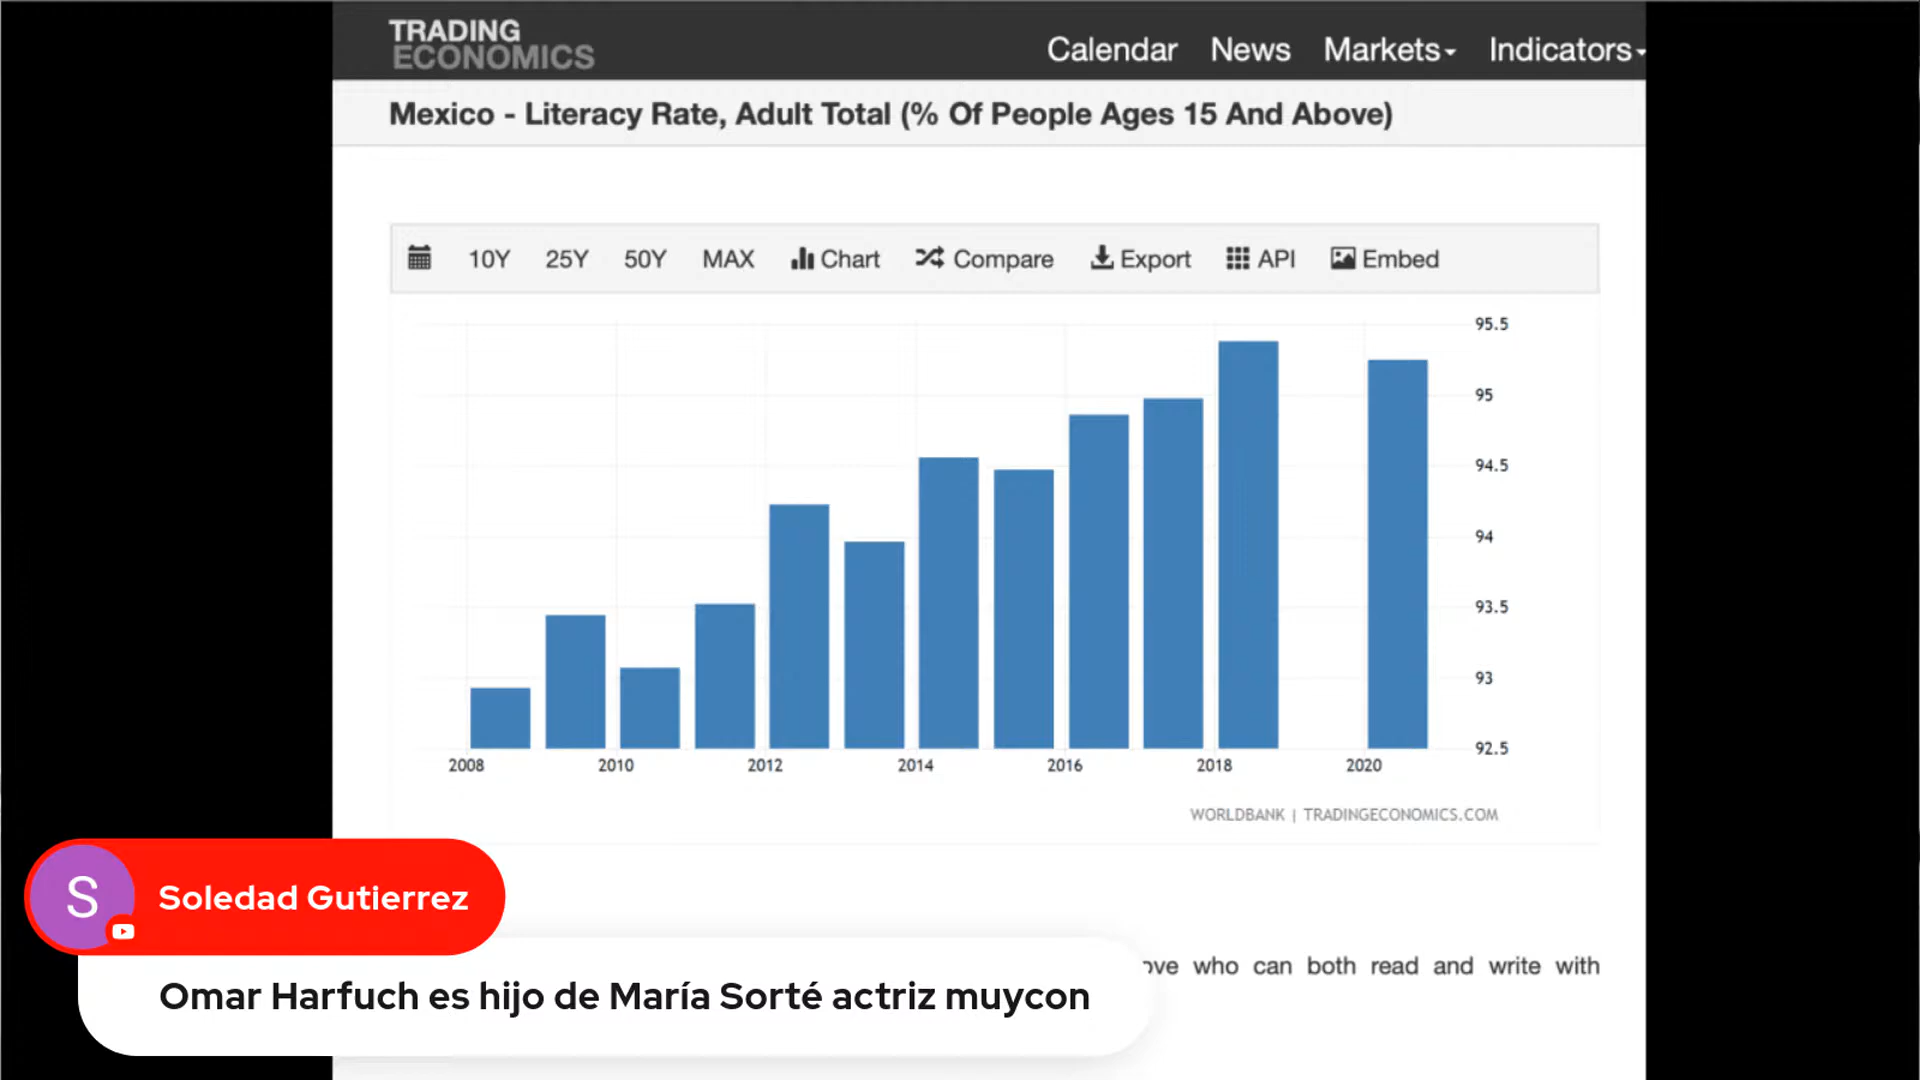 TRADING
ECONOMICS
Calendar News Markets Indicators
Mexico - Literacy Rate, Adult Total (% Of People Ages 15 And Above)
10Y 25Y 50Y MAX Chart Compare Export API Embed
95.5
95
94.5
94
93.5
93
92.5
2008 2010 2012 2014 2016 2018 2020
WORLDBANK | TRADINGECONOMICS.COM
S
Soledad Gutierrez
who can both read and write with
Omar Harfuch es hijo de María Sorté actriz muycon